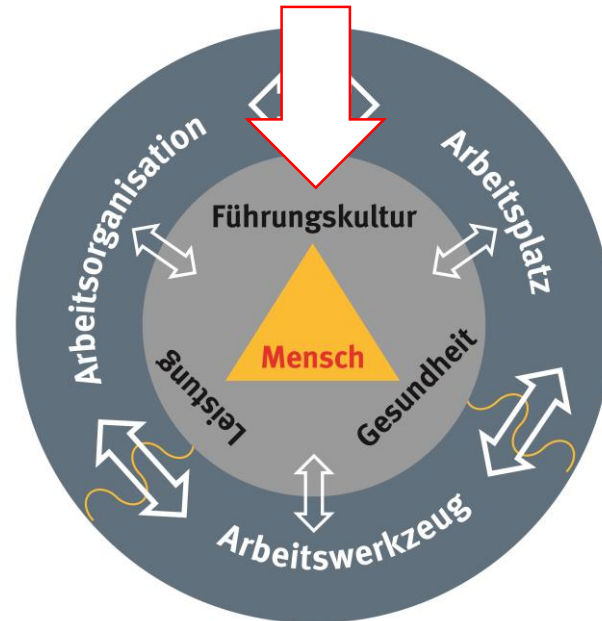 Arbeitsorganisation
Arbeitsplatz
Führungskultur
Mensch
Leistung
Gesundheit
Arbeitswerkzeug